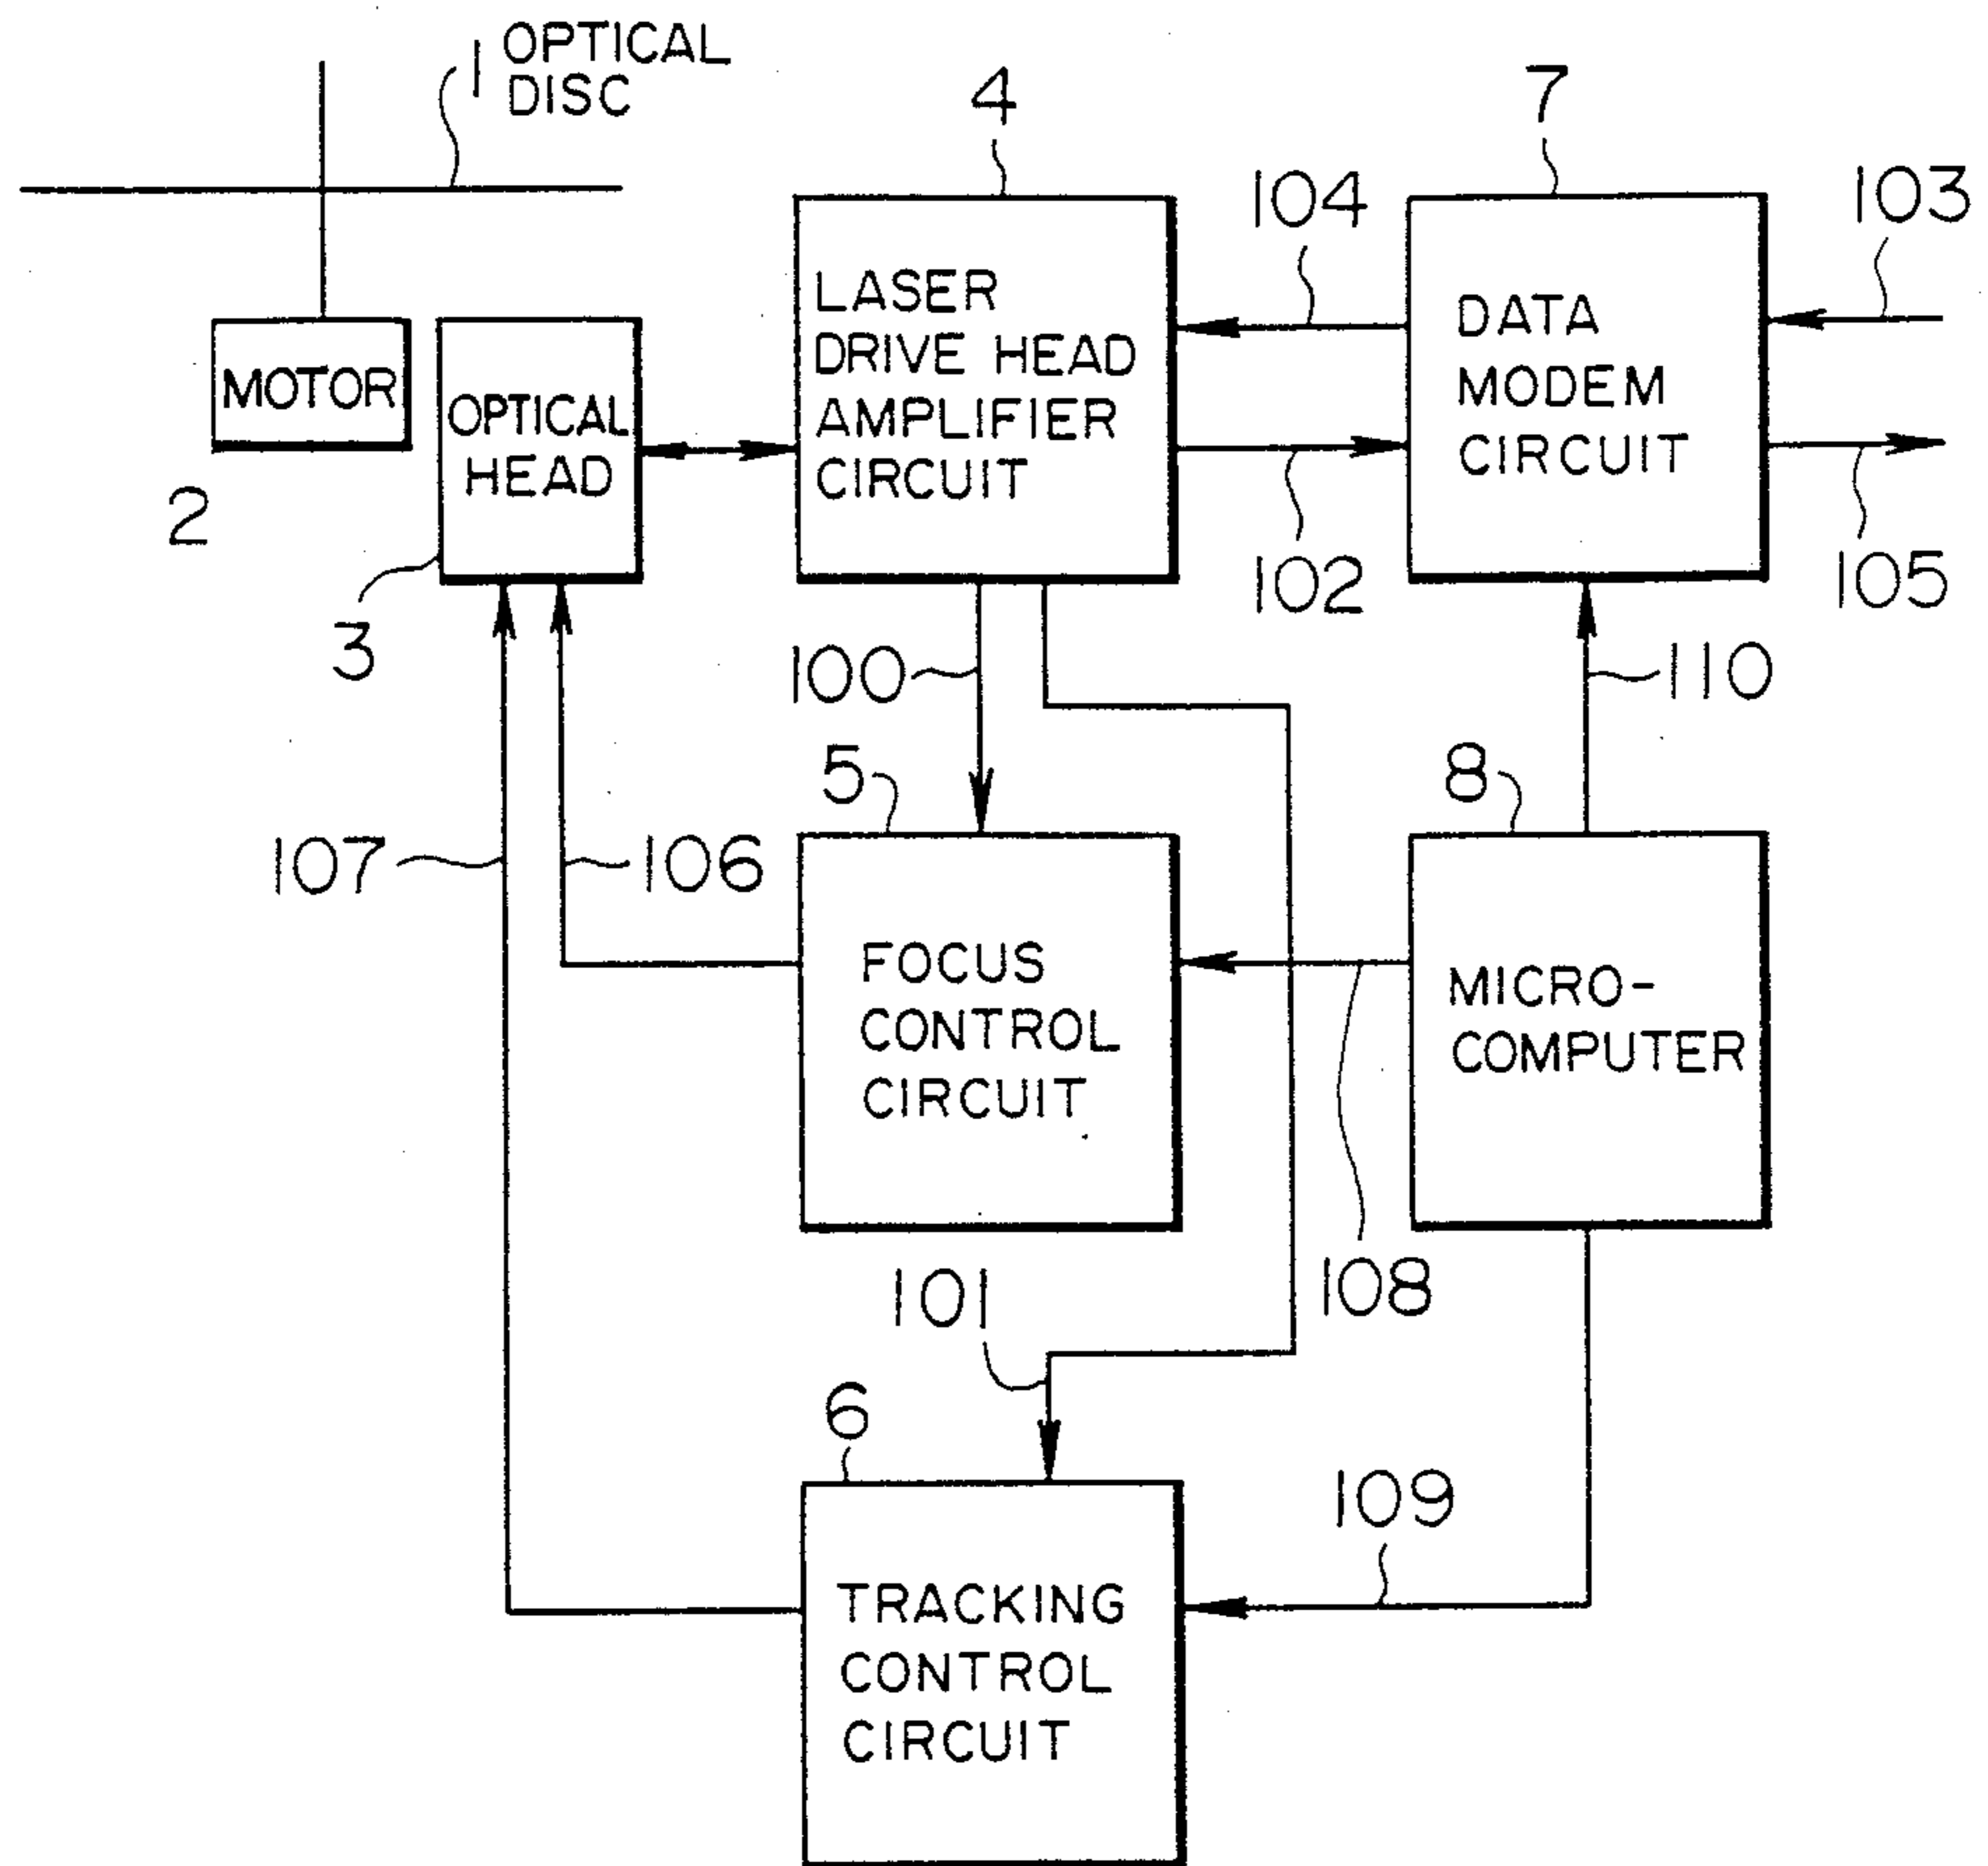 1 OPTICAL
DISC
4
7
104
103
MOTOR
2
OPTICAL
HEAD
3
LASER
DRIVE HEAD
AMPLIFIER
CIRCUIT
DATA
MODEM
CIRCUIT
102
105
100
110
5
8
107
106
FOCUS
CONTROL
CIRCUIT
MICRO-
COMPUTER
101
108
6
109
TRACKING
CONTROL
CIRCUIT